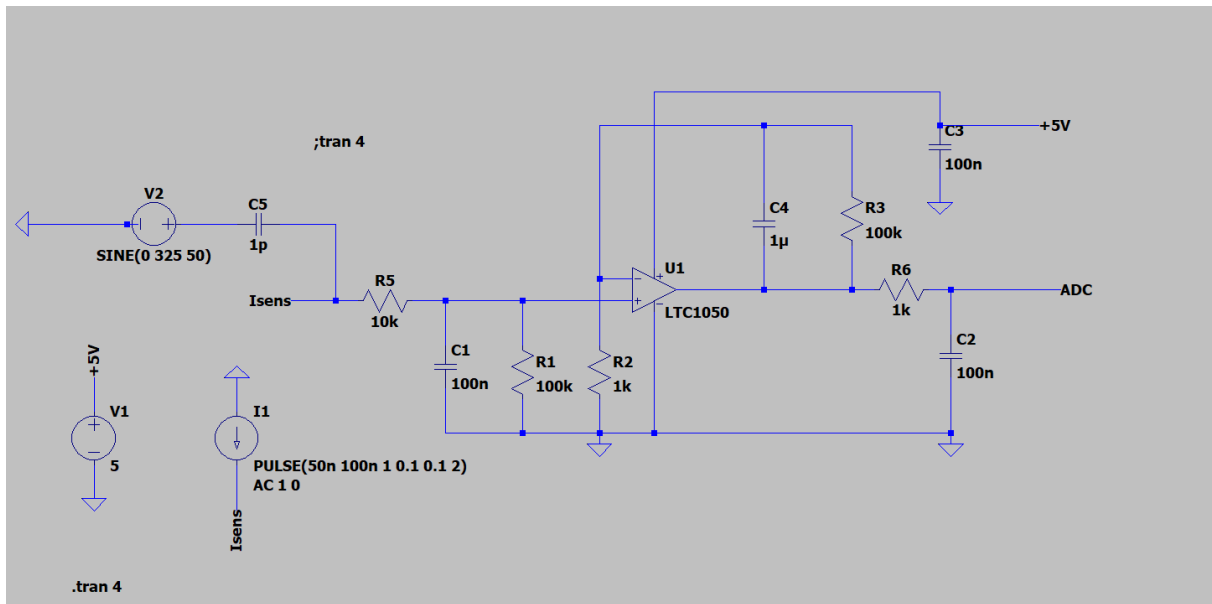 ;tran 4
C3
+5V
100n
V2
C5
SINE(0 325 50)
1p
C4
1µ
R3
100k
Isens
R5
10k
U1
LTC1050
R6
1k
ADC
C1
100n
R1
100k
R2
1k
C2
100n
+5V
V1
5
I1
PULSE(50n 100n 1 0.1 0.1 2)
AC 1 0
Isens
.tran 4